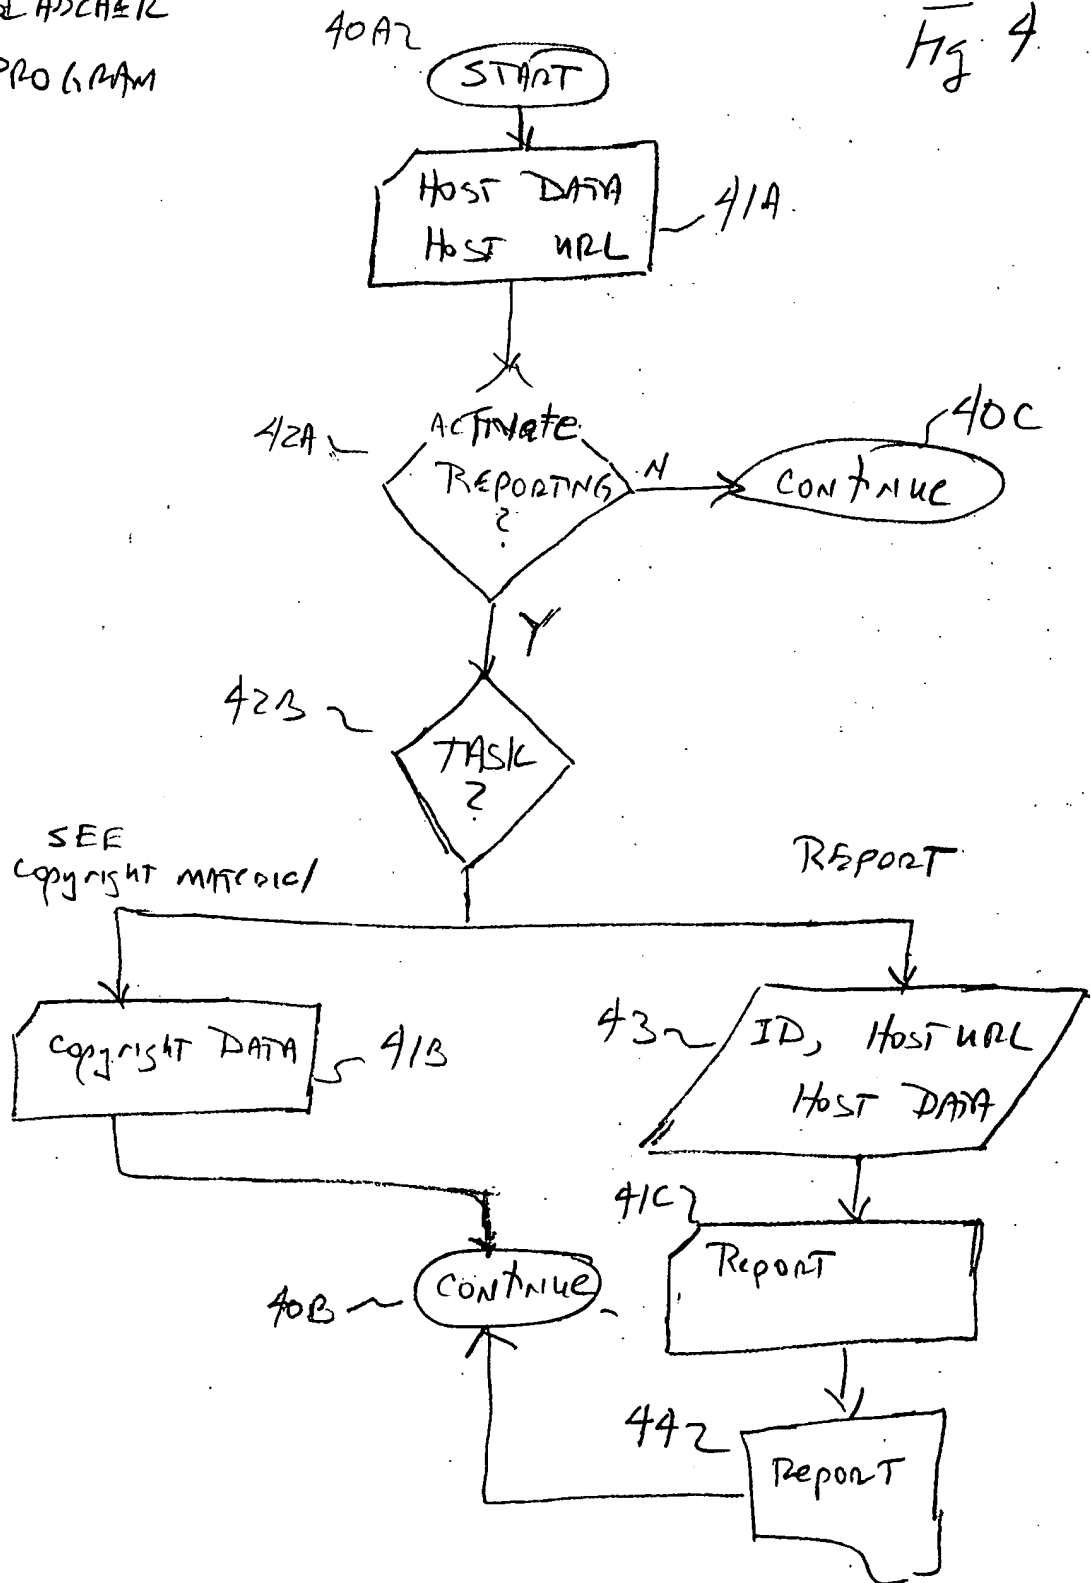 PROGRAM
Fig 4
40A
START
HOST DATA
HOST URL
41A
42A
Activate
REPORTING
?
N
40C
Continue
Y
42B
TASK
?
SEE
Copyright MATERIAL
REPORT
Copyright DATA
41B
43
ID, HOST URL
HOST DATA
41C
Report
40B
Continue
44
Report